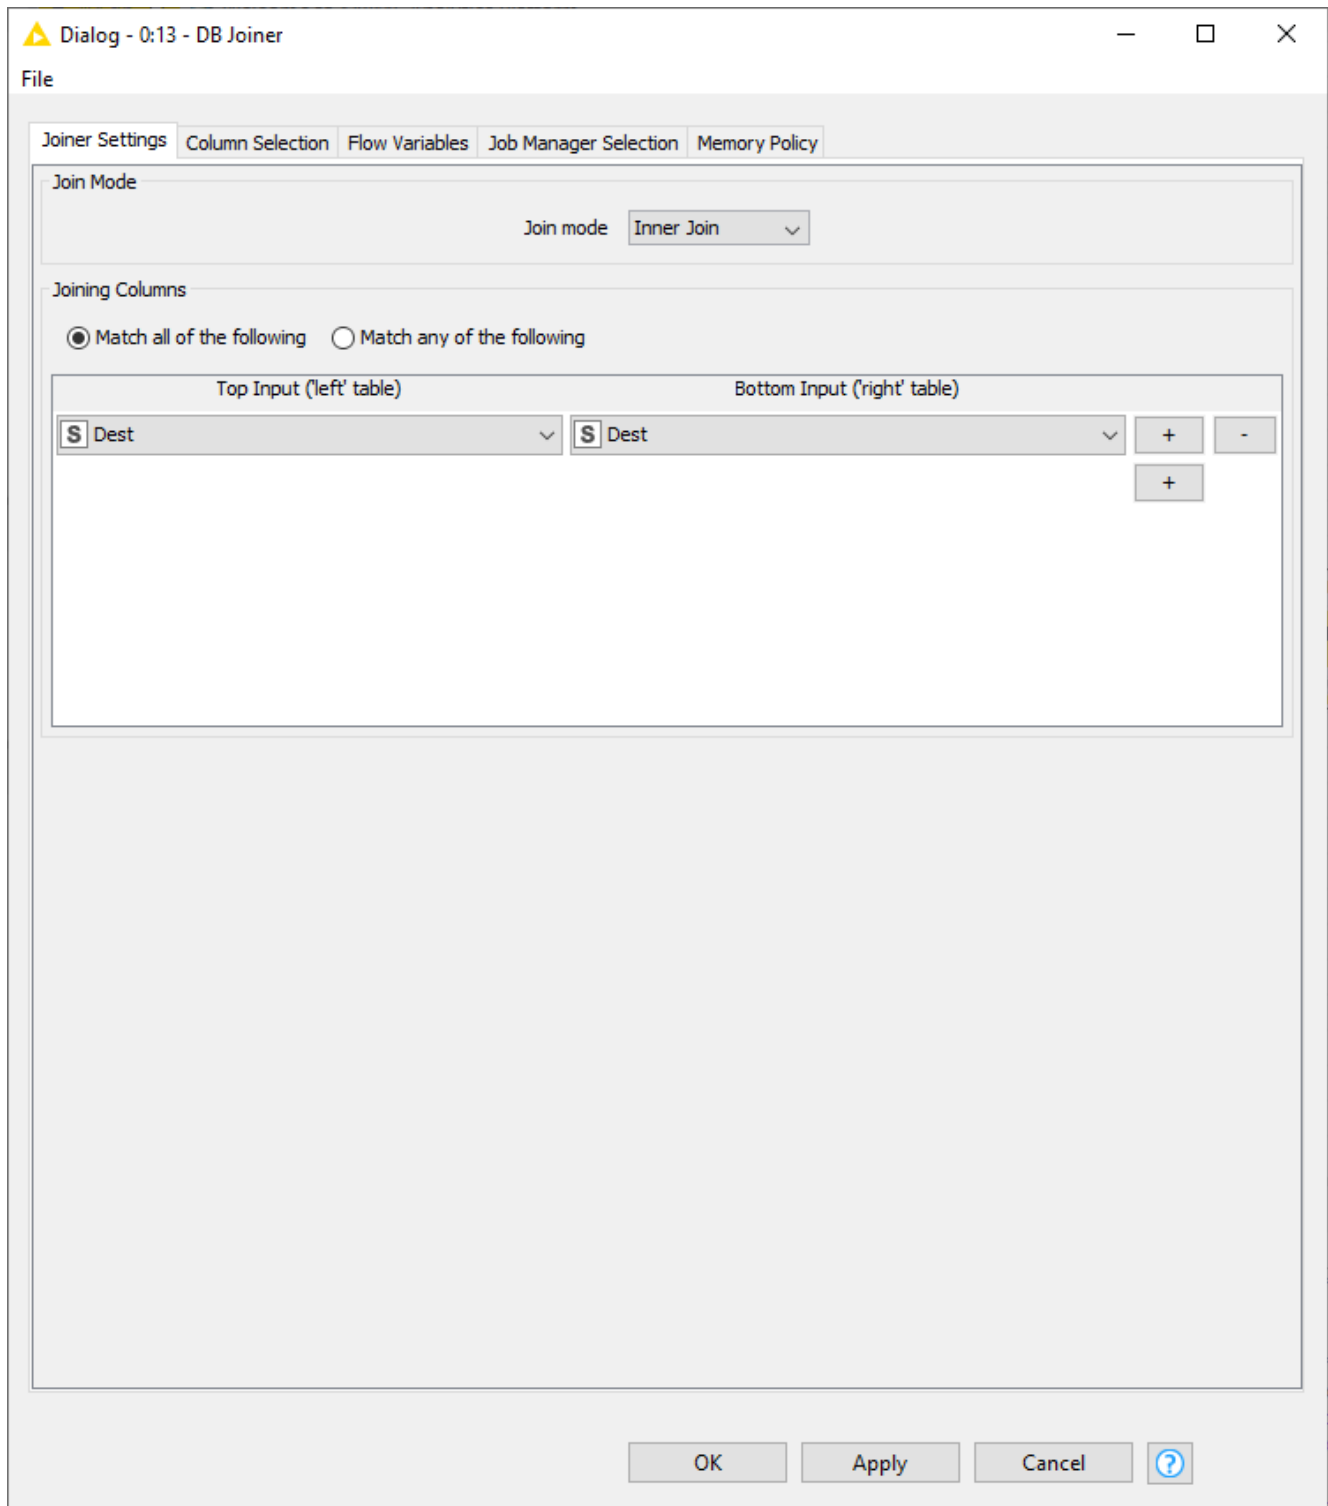 Dialog - 0:13 - DB Joiner
File
Joiner Settings Column Selection Flow Variables Job Manager Selection Memory Policy
Join Mode
Join mode Inner Join
Joining Columns
Match all of the following Match any of the following
Top Input ('left' table) Bottom Input ('right' table)
S Dest S Dest + -
+
OK Apply Cancel ?